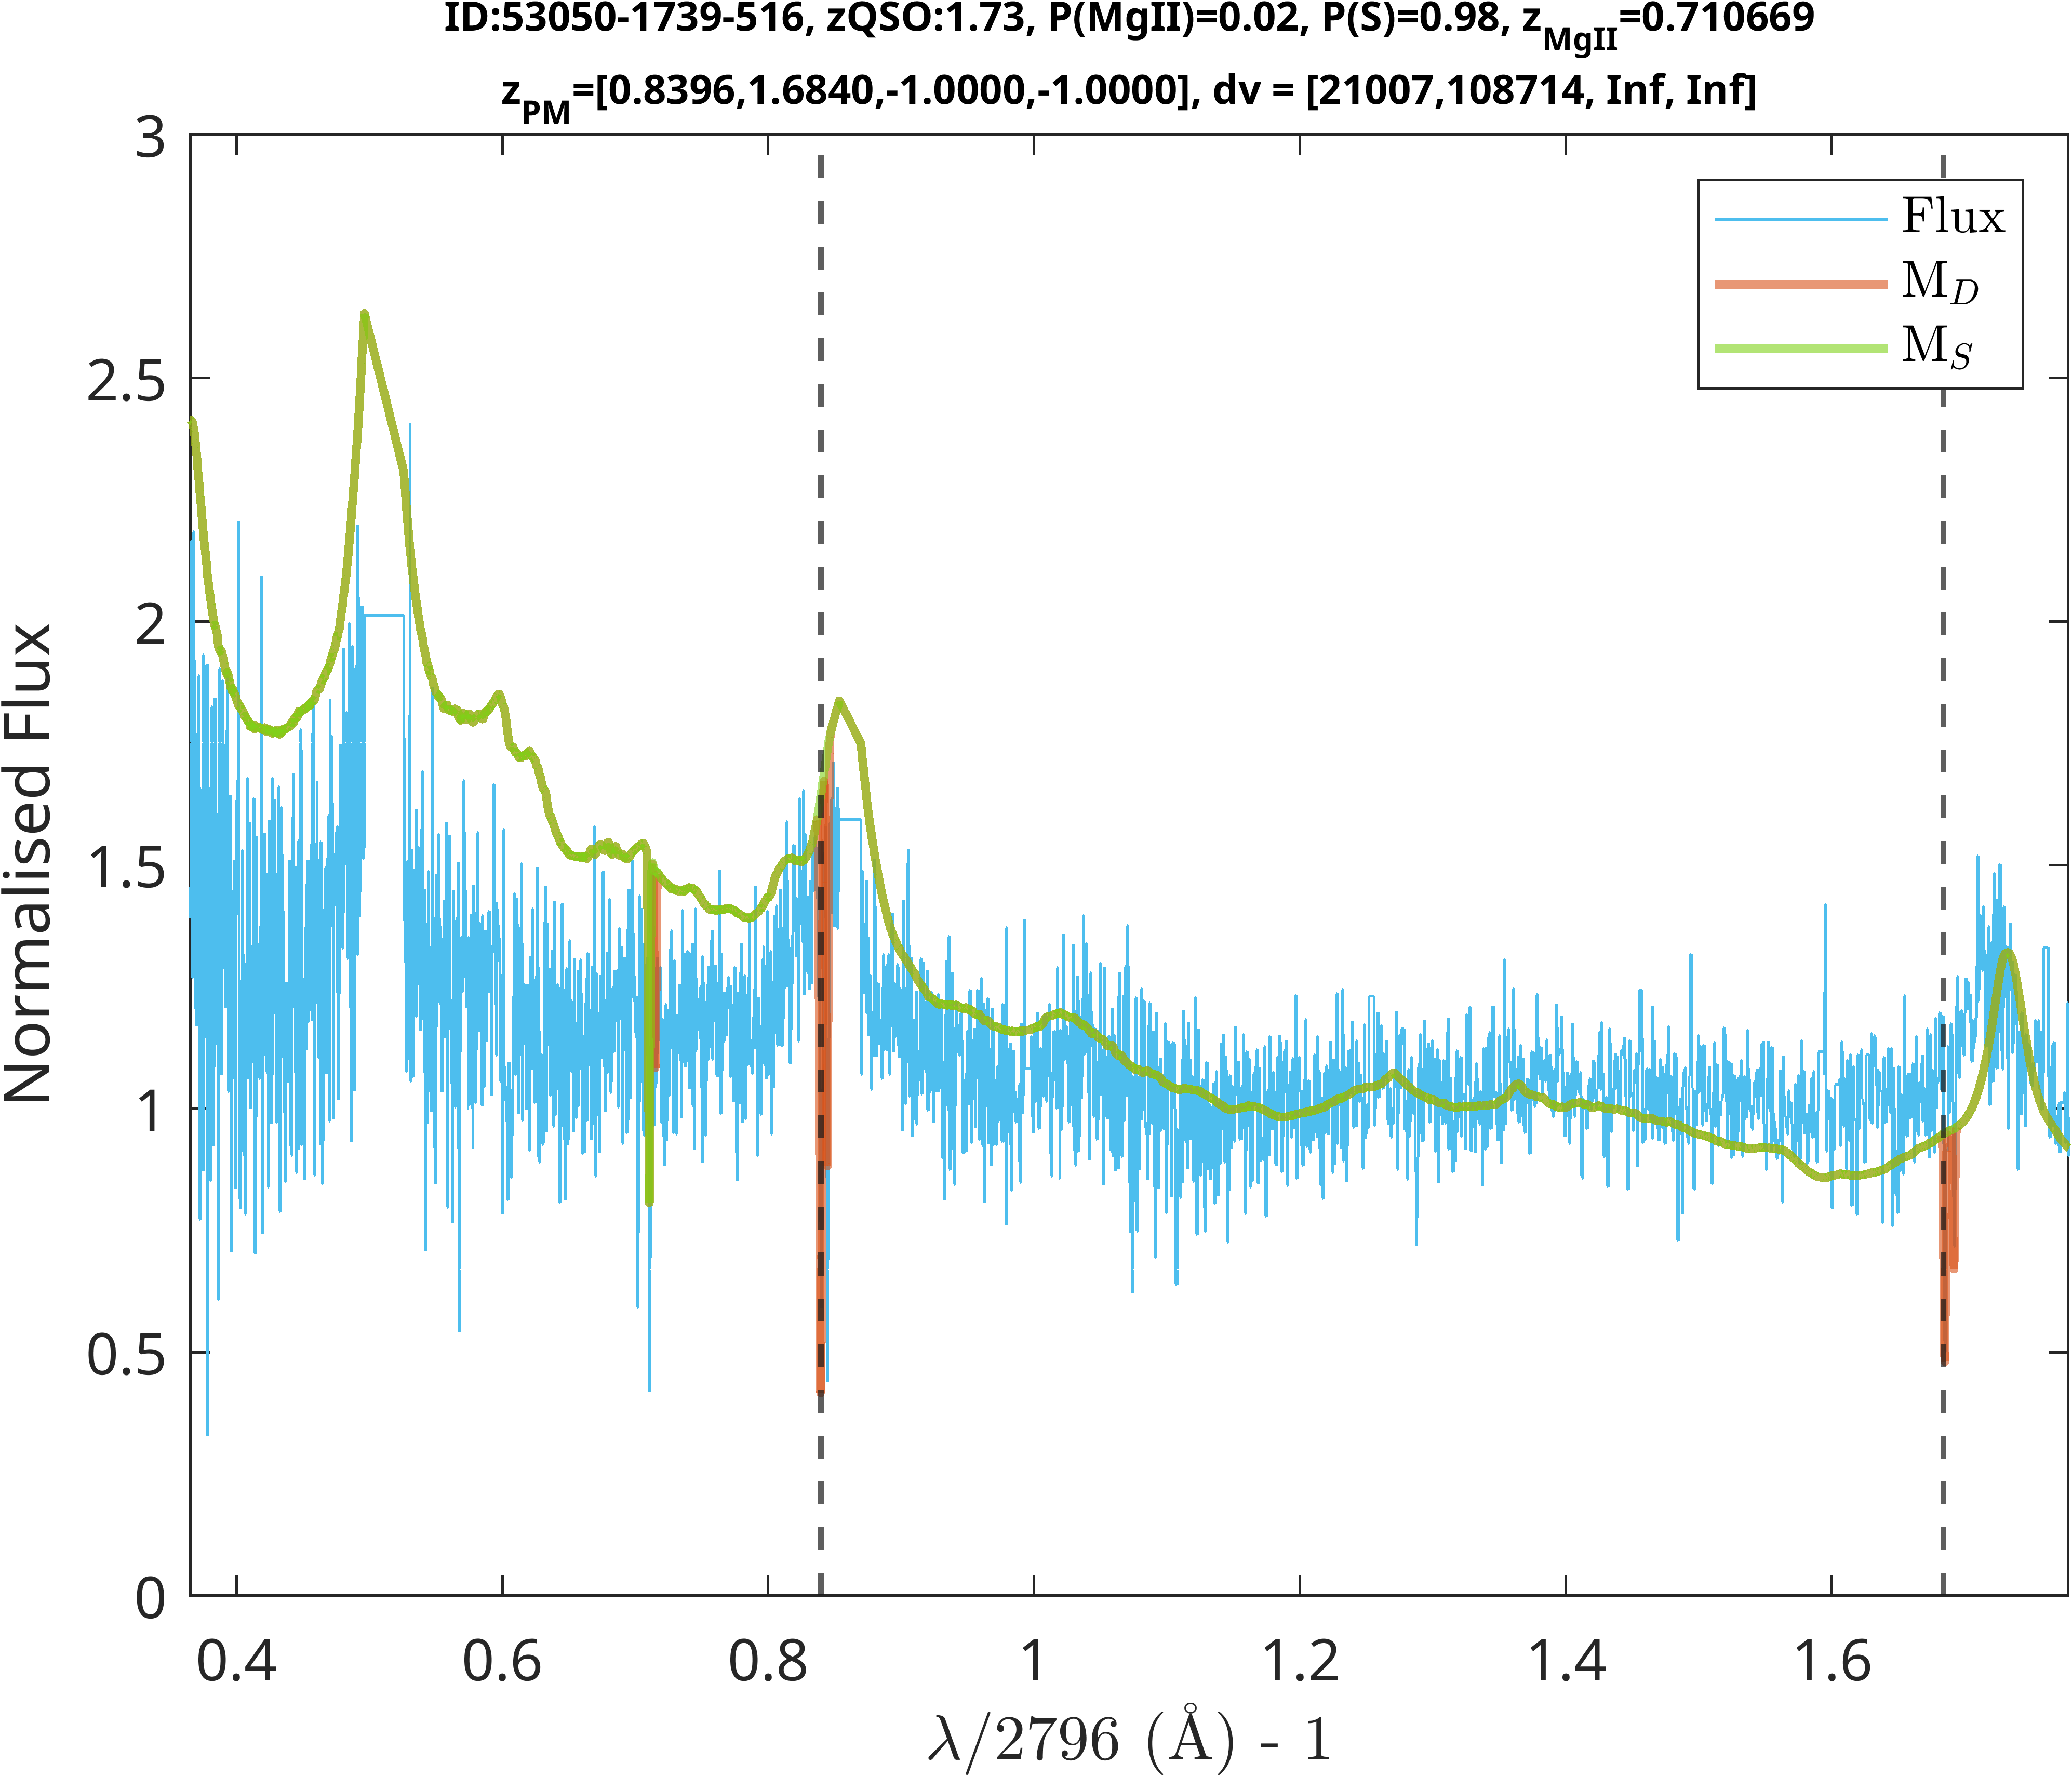 ID:53050-1739-516, zQSO:1.73, P(MgII)=0.02, P(S)=0.98, zMgII=0.710669
zPM=[0.8396,1.6840,-1.0000,-1.0000], dv = [21007,108714, Inf, Inf]
3
2.5
2
1.5
1
0.5
0
Normalised Flux
Flux
MD
MS
0.4 0.6 0.8 1 1.2 1.4 1.6
λ/2796 (Å) - 1